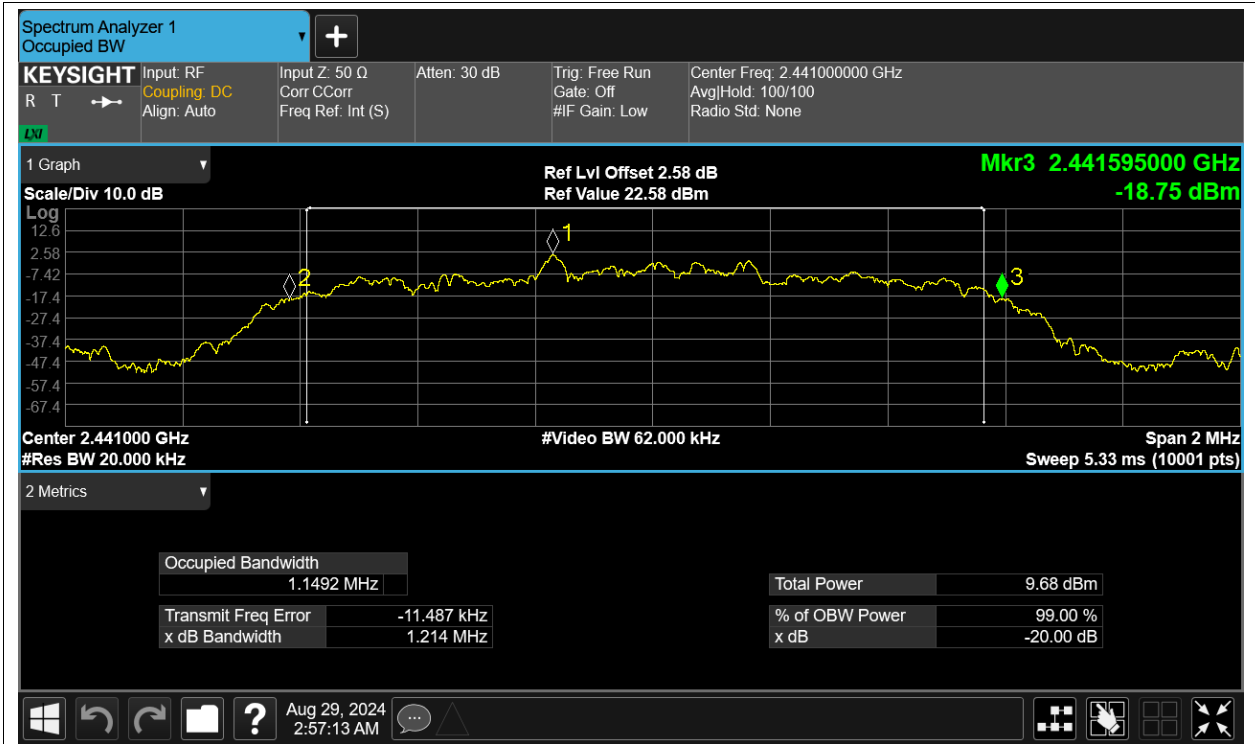 Spectrum Analyzer 1
Occupied BW
KEYSIGHT
R T
LXI
Input: RF
Coupling: DC
Align: Auto
Input Z: 50 Ω
Corr CCorr
Freq Ref: Int (S)
Atten: 30 dB
Trig: Free Run
Gate: Off
#IF Gain: Low
Center Freq: 2.441000000 GHz
Avg|Hold: 100/100
Radio Std: None
1 Graph
Scale/Div 10.0 dB
Ref Lvl Offset 2.58 dB
Ref Value 22.58 dBm
Mkr3 2.441595000 GHz
-18.75 dBm
Log
12.6
2.58
-7.42
-17.4
-27.4
-37.4
-47.4
-57.4
-67.4
1
2
3
Center 2.441000 GHz
#Video BW 62.000 kHz
Span 2 MHz
#Res BW 20.000 kHz
Sweep 5.33 ms (10001 pts)
2 Metrics
Occupied Bandwidth
1.1492 MHz
Transmit Freq Error -11.487 kHz
x dB Bandwidth 1.214 MHz
Total Power 9.68 dBm
% of OBW Power 99.00 %
x dB -20.00 dB
?
Aug 29, 2024
2:57:13 AM